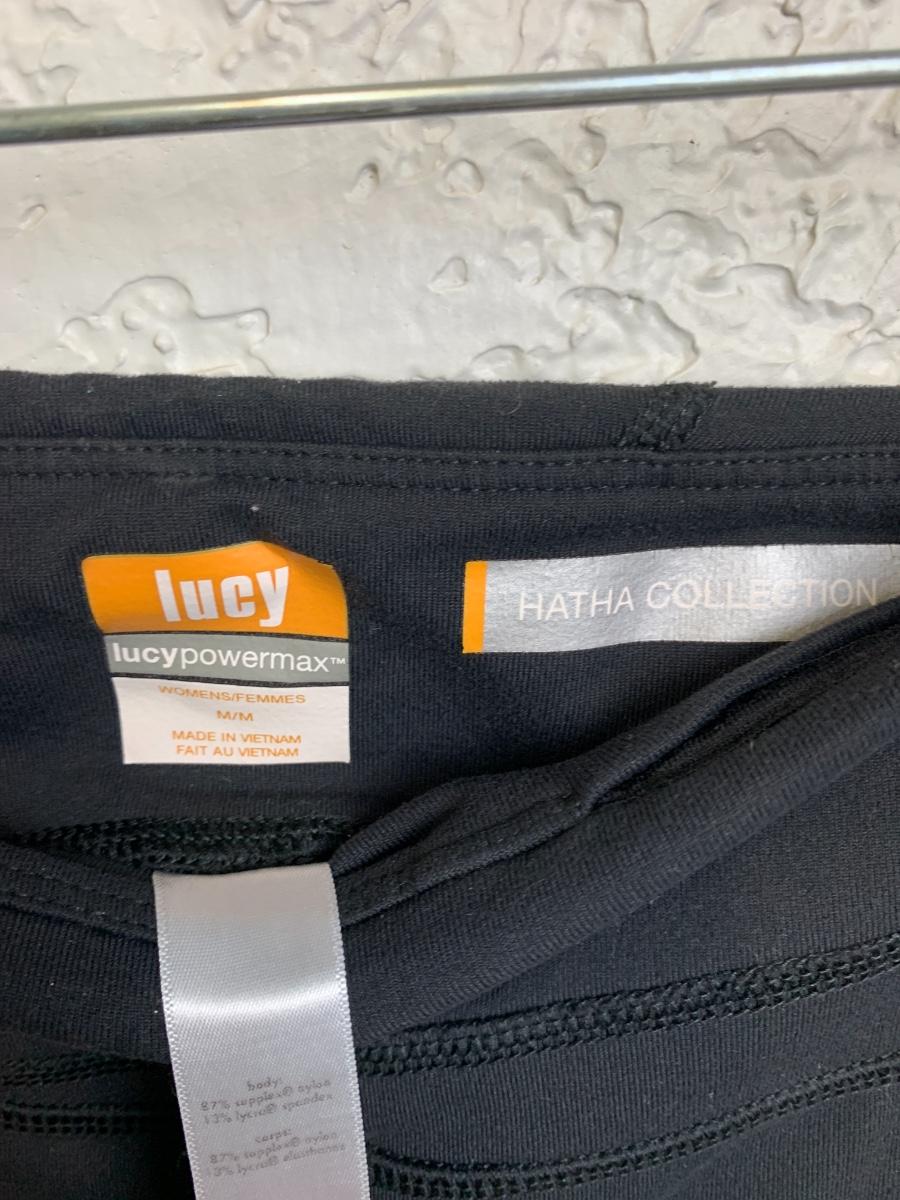 lucy
lucypowermax™
WOMENS/FEMMES
M/M
MADE IN VIETNAM
FAIT AU VIETNAM
HATHA COLLECTION
body:
87% supplex® nylon
13% lycra® spandex
corps:
87% supplex® nylon
13% lycra® elasthanne